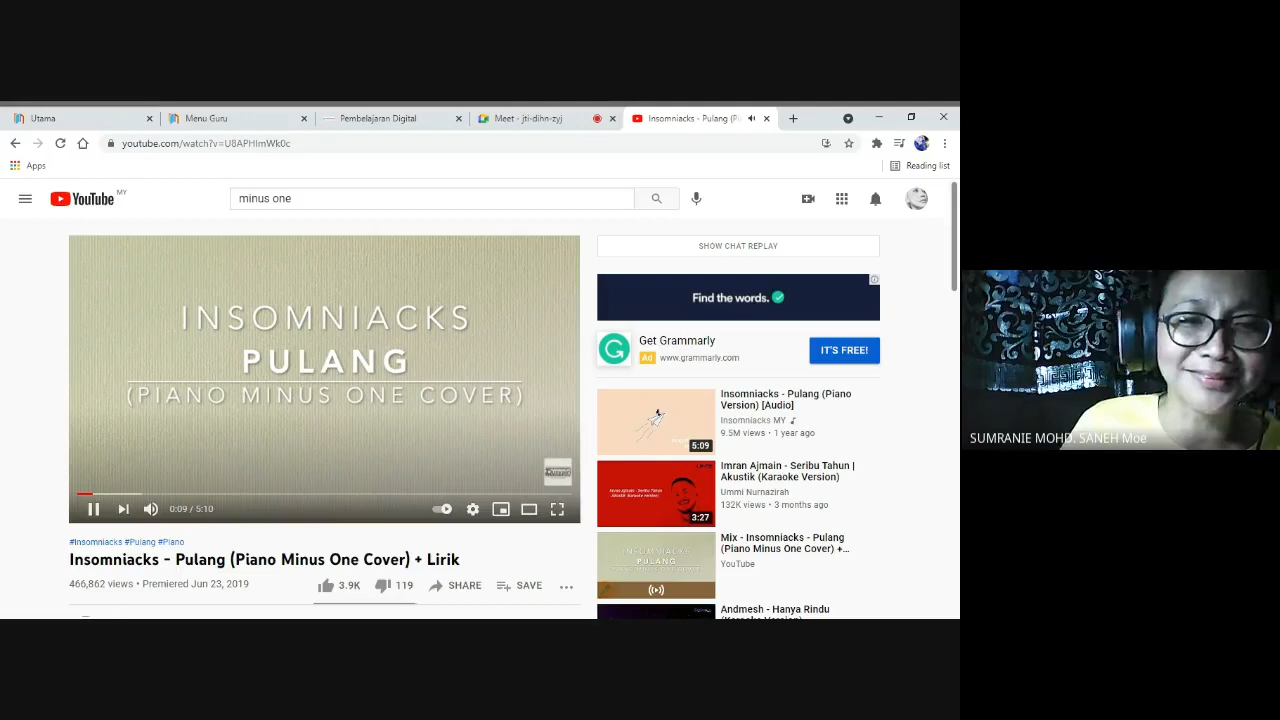 Utama
Menu Guru
Pembelajaran Digital
Meet - jti-dihn-zyj
Insomniacks - Pulang (Pi
youtube.com/watch?v=U8APHImWk0c
Apps
Reading list
YouTube MY
minus one
INSOMNIACKS
PULANG
(PIANO MINUS ONE COVER)
0:09 / 5:10
#Insomniacks #Pulang #Piano
Insomniacks - Pulang (Piano Minus One Cover) + Lirik
466,862 views • Premiered Jun 23, 2019
3.9K
119
SHARE
SAVE
SHOW CHAT REPLAY
Find the words.
Get Grammarly
Ad www.grammarly.com
IT'S FREE!
Insomniacks - Pulang (Piano
Version) [Audio]
Insomniacks MY
9.5M views • 1 year ago
5:09
Imran Ajmain - Seribu Tahun |
Akustik (Karaoke Version)
Ummi Nurnazirah
132K views • 3 months ago
3:27
Mix - Insomniacks - Pulang
(Piano Minus One Cover) +...
YouTube
INSOMNIACKS
PULANG
Andmesh - Hanya Rindu
SUMRANIE MOHD. SANEH Moe